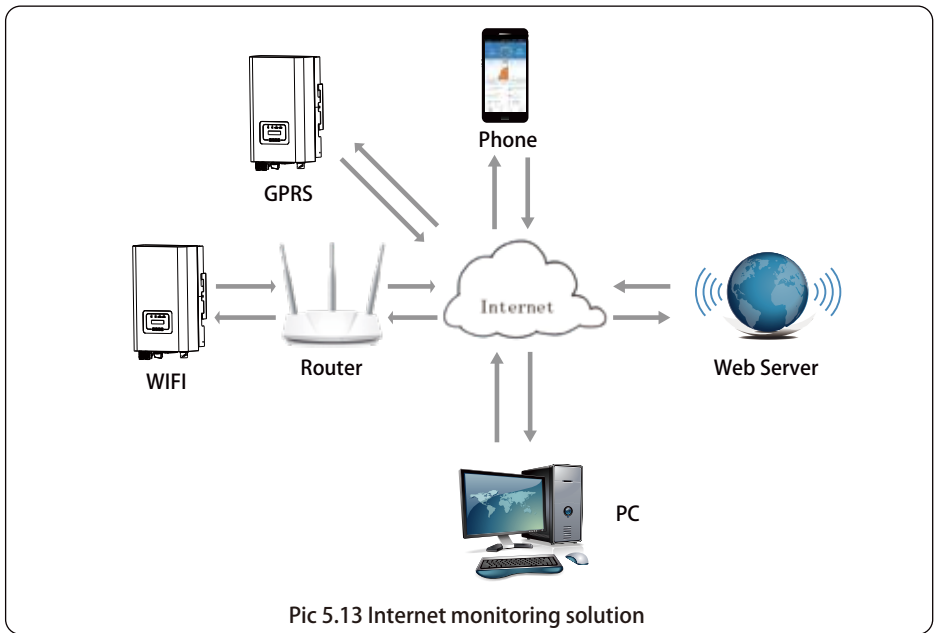 Phone
GPRS
Internet
WIFI
Router
Web Server
PC
Pic 5.13 Internet monitoring solution